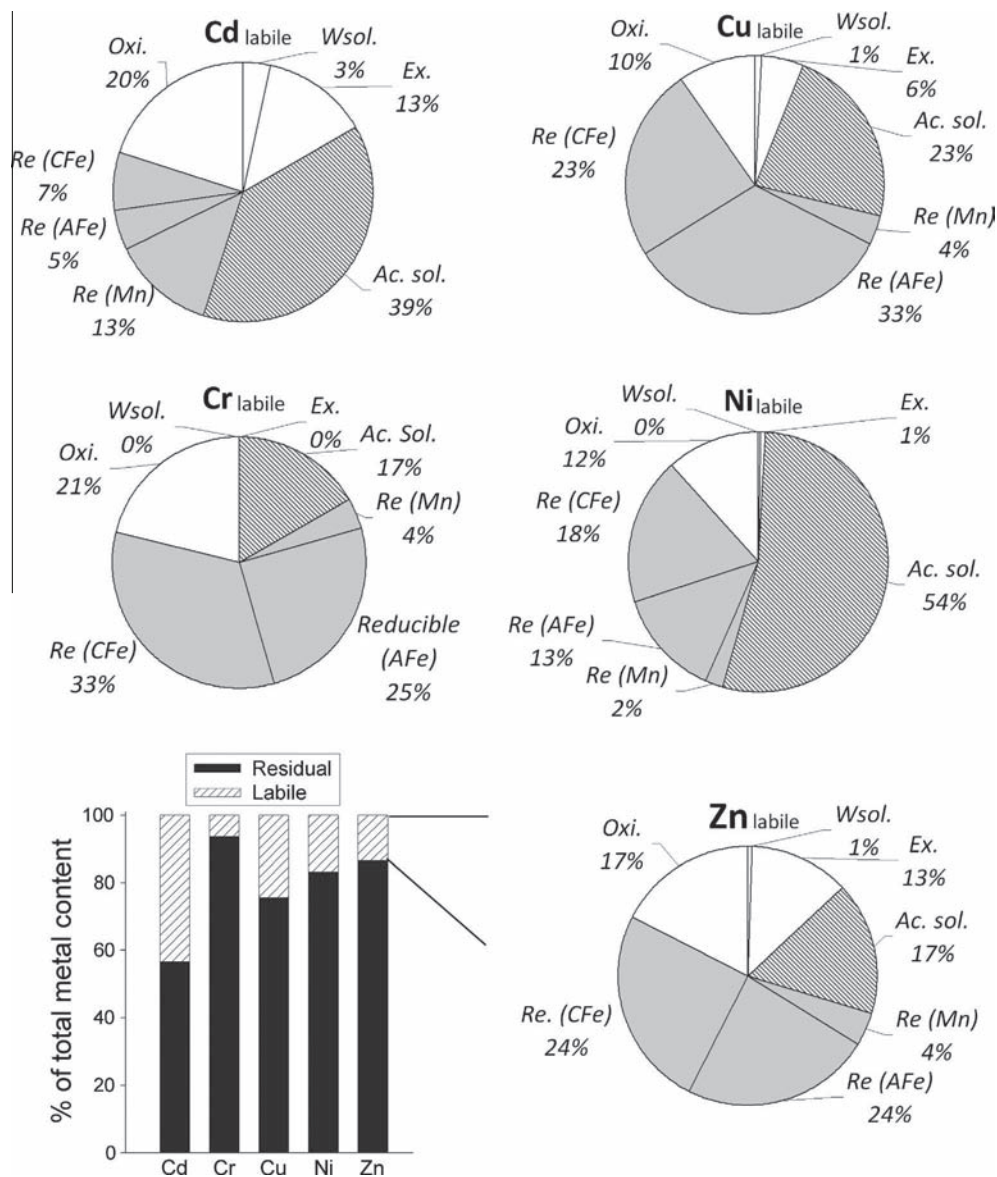 Cd labile
Oxi.
20%
Wsol.
3%
Ex.
13%
Re (CFe)
7%
Re (AFe)
5%
Re (Mn)
13%
Ac. sol.
39%
Cu labile
Oxi.
10%
Wsol.
1%
Ex.
6%
Ac. sol.
23%
Re (CFe)
23%
Re (Mn)
4%
Re (AFe)
33%
Cr labile
Wsol.
0%
Ex.
0%
Oxi.
21%
Ac. Sol.
17%
Re (Mn)
4%
Re (CFe)
33%
Reducible
(AFe)
25%
Ni labile
Wsol.
0%
Ex.
1%
Oxi.
12%
Re (CFe)
18%
Ac. sol.
54%
Re (AFe)
13%
Re (Mn)
2%
Residual
Labile
% of total metal content
100
80
60
40
20
0
Cd Cr Cu Ni Zn
Zn labile
Oxi.
17%
Wsol.
1%
Ex.
13%
Ac. sol.
17%
Re. (CFe)
24%
Re (Mn)
4%
Re (AFe)
24%